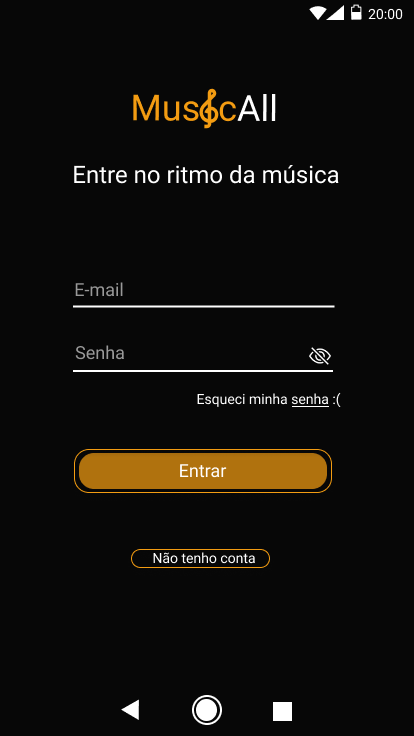 20:00
MusicAll
Entre no ritmo da música
E-mail
Senha
Esqueci minha senha :(
Entrar
Não tenho conta